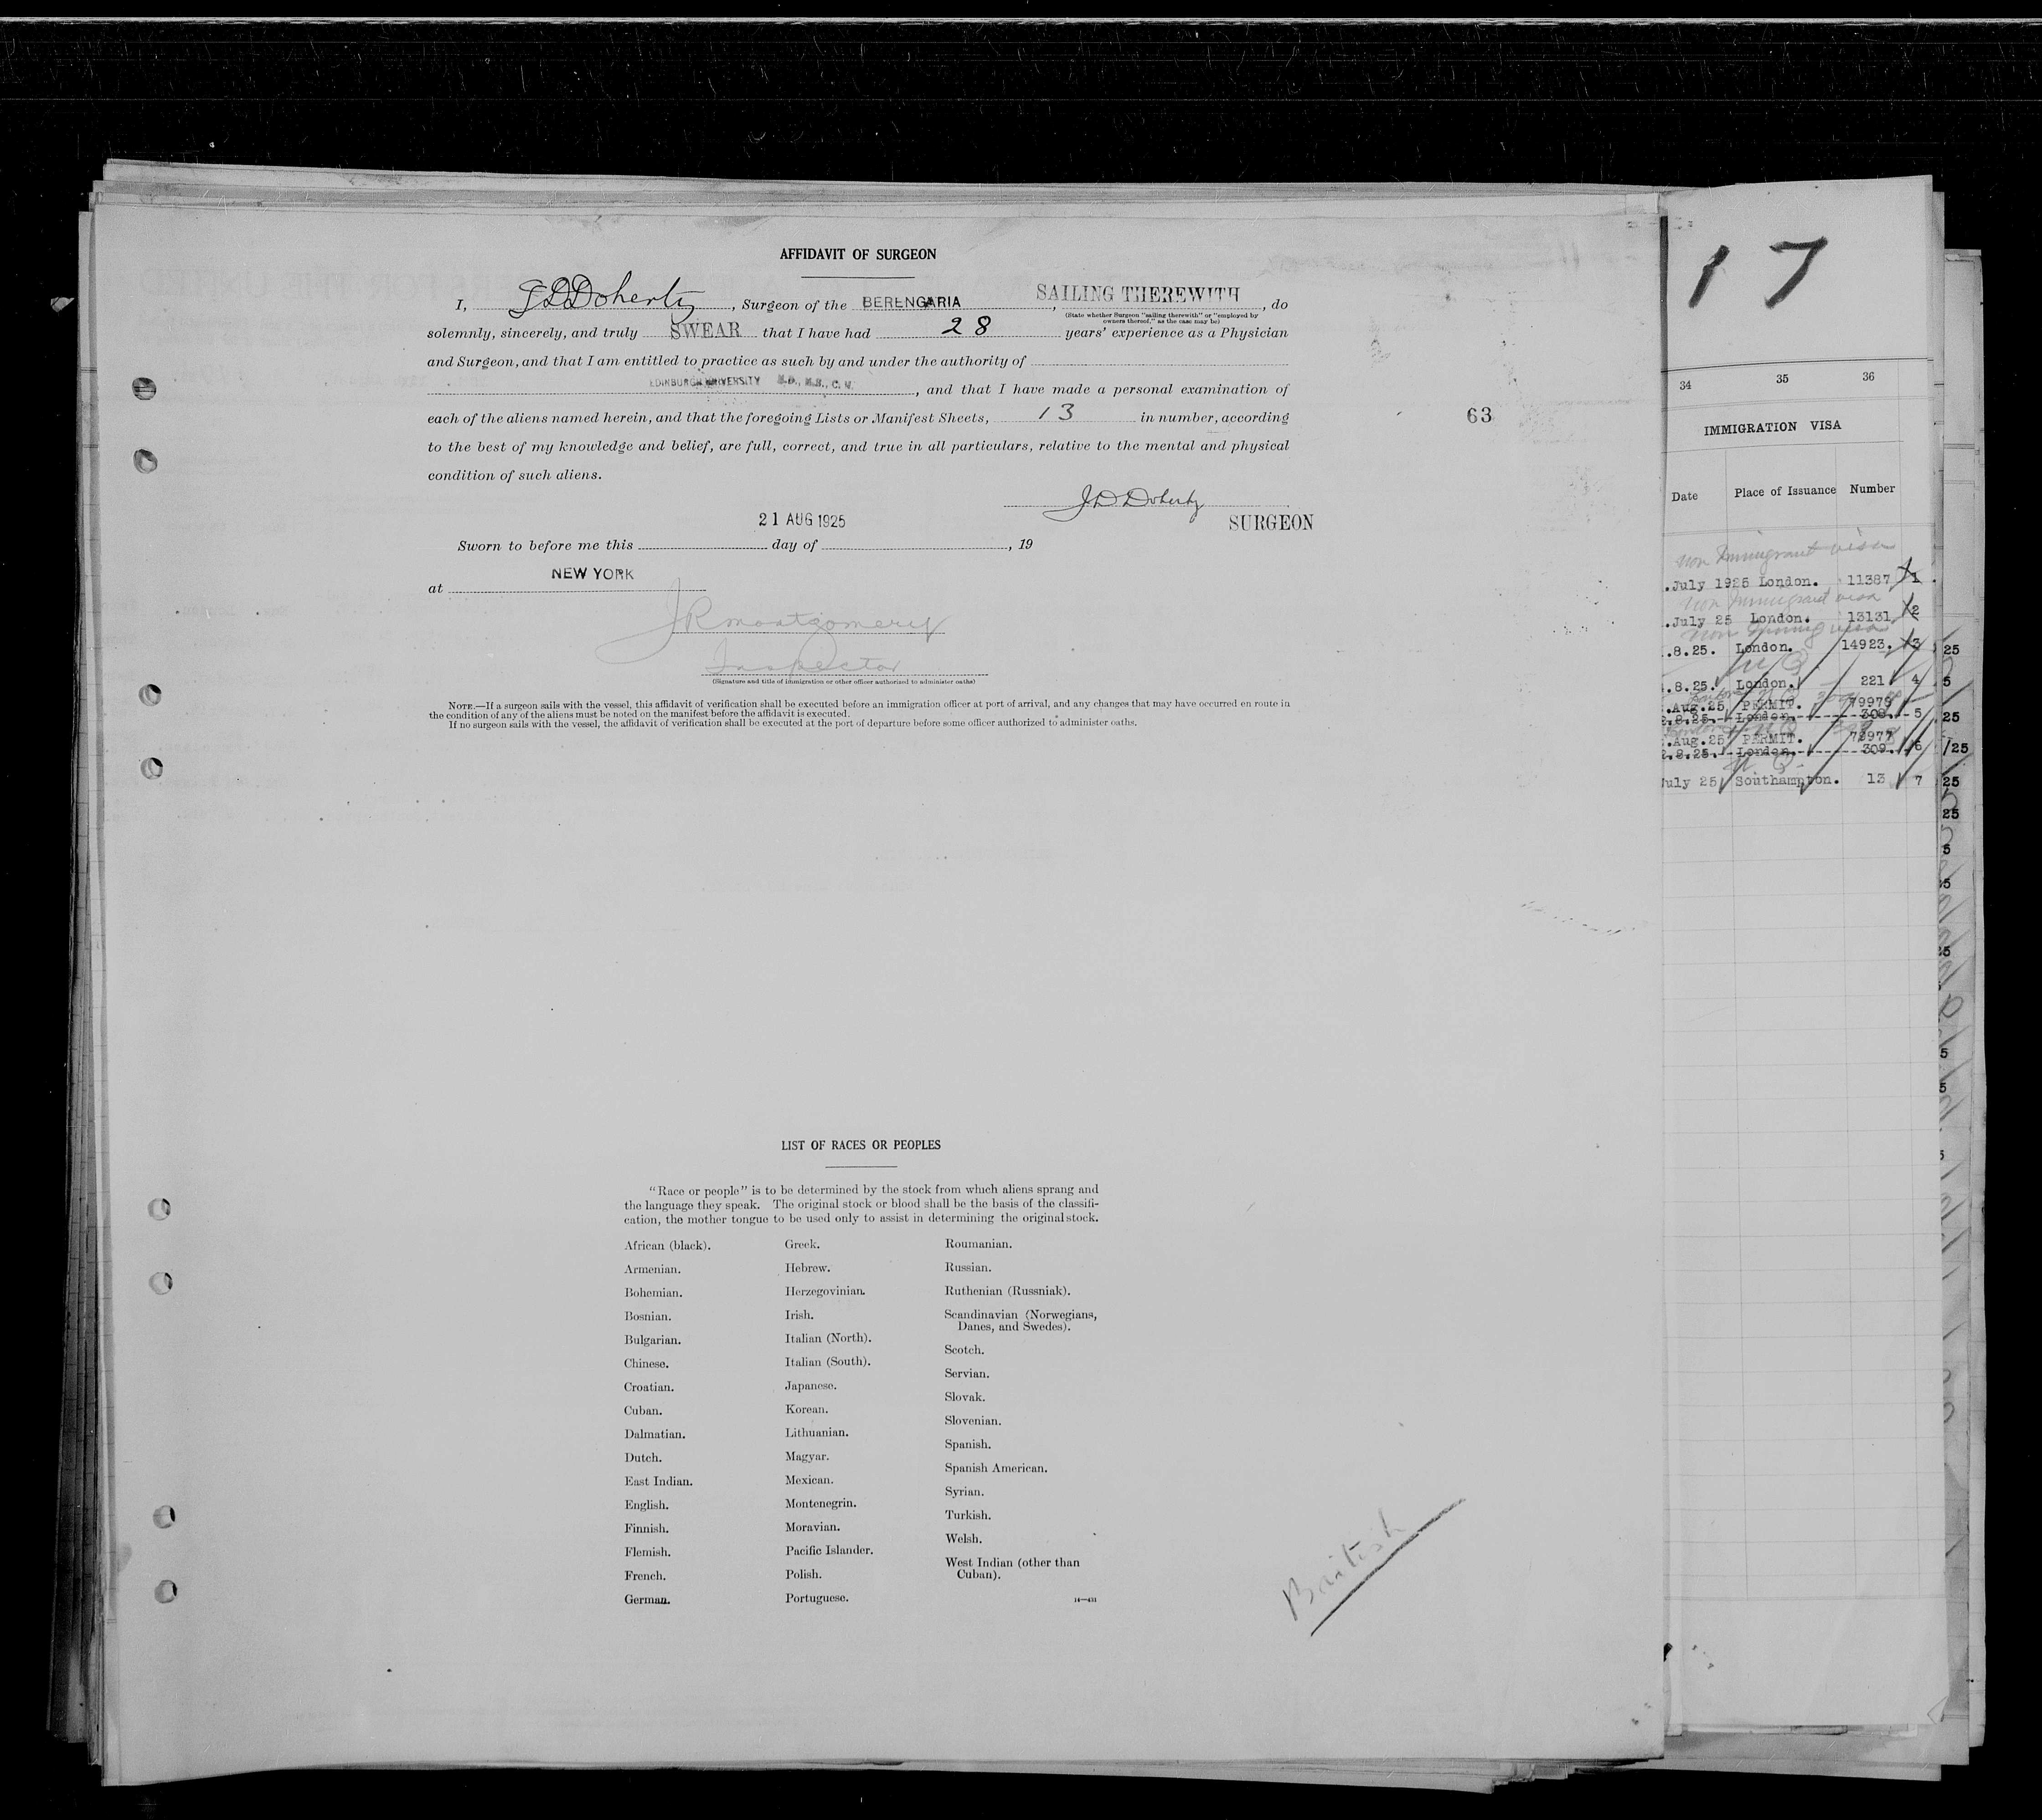 AFFIDAVIT OF SURGEON
I, J D Doherty, Surgeon of the BERENGARIA, SAILING THEREWITH, do
(State whether Surgeon "sailing therewith" or "employed by
owners thereof," as the case may be)
solemnly, sincerely, and truly SWEAR that I have had 28 years' experience as a Physician
and Surgeon, and that I am entitled to practice as such by and under the authority of
EDINBURGH UNIVERSITY M.D., M.B., C.M., and that I have made a personal examination of
each of the aliens named herein, and that the foregoing Lists or Manifest Sheets, 13 in number, according
to the best of my knowledge and belief, are full, correct, and true in all particulars, relative to the mental and physical
condition of such aliens.
J D Doherty
21 AUG 1925 SURGEON
Sworn to before me this day of , 19
NEW YORK
at
J R Montgomery
Inspector
(Signature and title of immigration or other officer authorized to administer oaths)
NOTE.—If a surgeon sails with the vessel, this affidavit of verification shall be executed before an immigration officer at port of arrival, and any changes that may have occurred en route in
the condition of any of the aliens must be noted on the manifest before the affidavit is executed.
If no surgeon sails with the vessel, the affidavit of verification shall be executed at the port of departure before some officer authorized to administer oaths.
63
LIST OF RACES OR PEOPLES
"Race or people" is to be determined by the stock from which aliens sprang and
the language they speak. The original stock or blood shall be the basis of the classifi-
cation, the mother tongue to be used only to assist in determining the original stock.
African (black).
Armenian.
Bohemian.
Bosnian.
Bulgarian.
Chinese.
Croatian.
Cuban.
Dalmatian.
Dutch.
East Indian.
English.
Finnish.
Flemish.
French.
German.
Greek.
Hebrew.
Herzegovinian.
Irish.
Italian (North).
Italian (South).
Japanese.
Korean.
Lithuanian.
Magyar.
Mexican.
Montenegrin.
Moravian.
Pacific Islander.
Polish.
Portuguese.
Roumanian.
Russian.
Ruthenian (Russniak).
Scandinavian (Norwegians,
Danes, and Swedes).
Scotch.
Servian.
Slovak.
Slovenian.
Spanish.
Spanish American.
Syrian.
Turkish.
Welsh.
West Indian (other than
Cuban).
14—431
British
17
34 35 36
IMMIGRATION VISA
Date Place of Issuance Number
Non Immigrant visa
.July 1925 London. 11387 1
Non Immigrant visa
.July 25 London. 13131 2
Non Immig visa
.8.25. London. 14923. 3
.8.25. London. 221 4
.Aug.25 PERMIT. 79975
.8.25. London. 308. 5
.Aug.25 PERMIT. 79977
.8.25. London. 309. 6
July 25 Southampton. 13 7